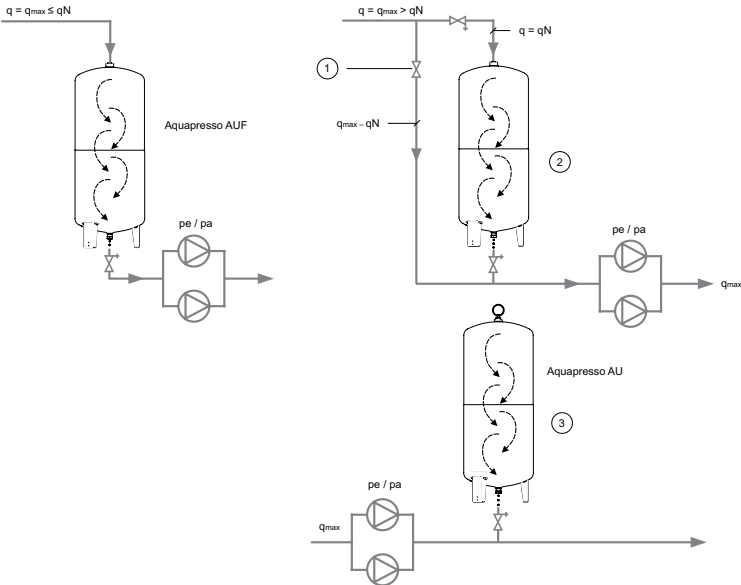 q = qmax ≤ qN
Aquapresso AUF
pe / pa
q = qmax > qN
q = qN
1
qmax – qN
2
pe / pa
qmax
Aquapresso AU
3
pe / pa
qmax